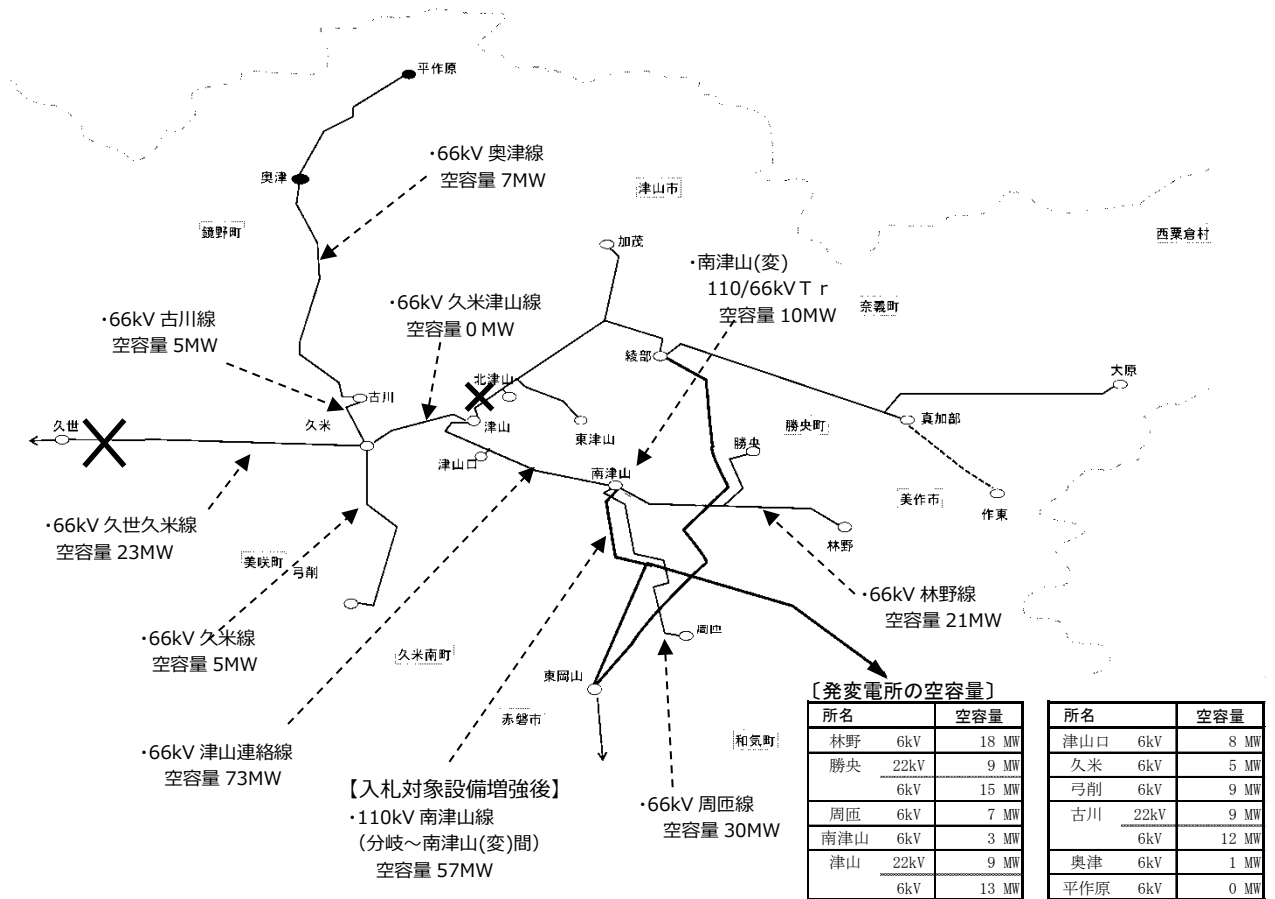 平作原
・66kV 奥津線
空容量 7MW
奥津
津山市
鏡野町
加茂
西粟倉村
・南津山(変)
110/66kVＴｒ
空容量 10MW
奈義町
・66kV 久米津山線
空容量 0 MW
・66kV 古川線
空容量 5MW
綾部
大原
北津山
古川
久世
久米
津山
東津山
真加部
勝央町
勝央
津山口
南津山
美作市
作東
・66kV 久世久米線
空容量 23MW
林野
美咲町
弓削
・66kV 林野線
空容量 21MW
・66kV 久米線
空容量 5MW
久米南町
周匝
東岡山
赤磐市
和気町
・66kV 津山連絡線
空容量 73MW
【入札対象設備増強後】
・110kV 南津山線
（分岐～南津山(変)間）
空容量 57MW
・66kV 周匝線
空容量 30MW
〔発変電所の空容量〕
所名 空容量
林野 6kV 18 MW
勝央 22kV 9 MW
6kV 15 MW
周匝 6kV 7 MW
南津山 6kV 3 MW
津山 22kV 9 MW
6kV 13 MW
所名 空容量
津山口 6kV 8 MW
久米 6kV 5 MW
弓削 6kV 9 MW
古川 22kV 9 MW
6kV 12 MW
奥津 6kV 1 MW
平作原 6kV 0 MW